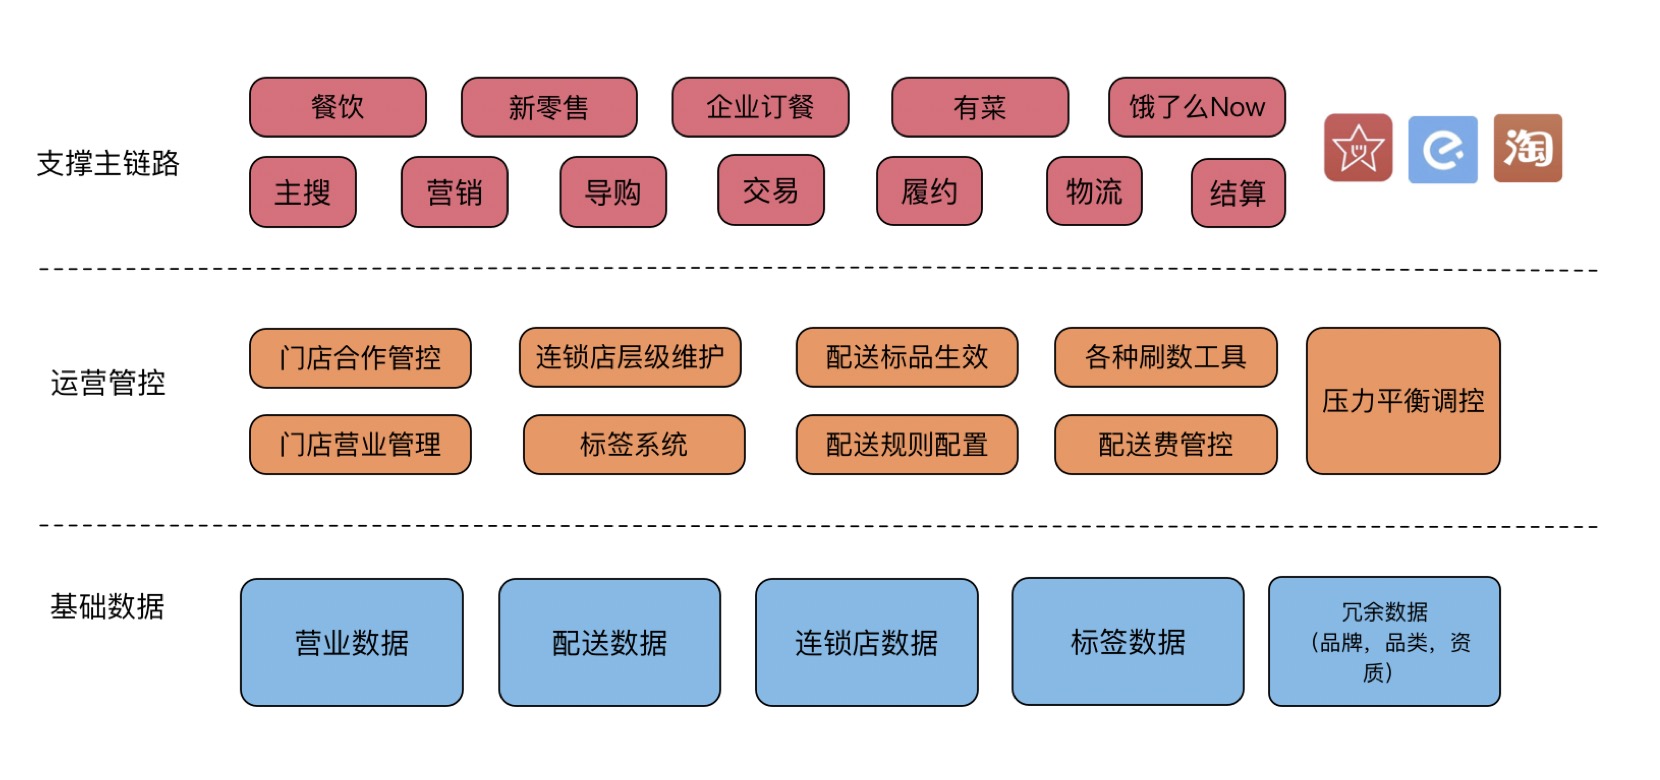 餐饮
新零售
企业订餐
有菜
饿了么Now
支撑主链路
主搜
营销
导购
交易
履约
物流
结算
淘
运营管控
门店合作管控
连锁店层级维护
配送标品生效
各种刷数工具
压力平衡调控
门店营业管理
标签系统
配送规则配置
配送费管控
基础数据
营业数据
配送数据
连锁店数据
标签数据
冗余数据
(品牌，品类，资
质)